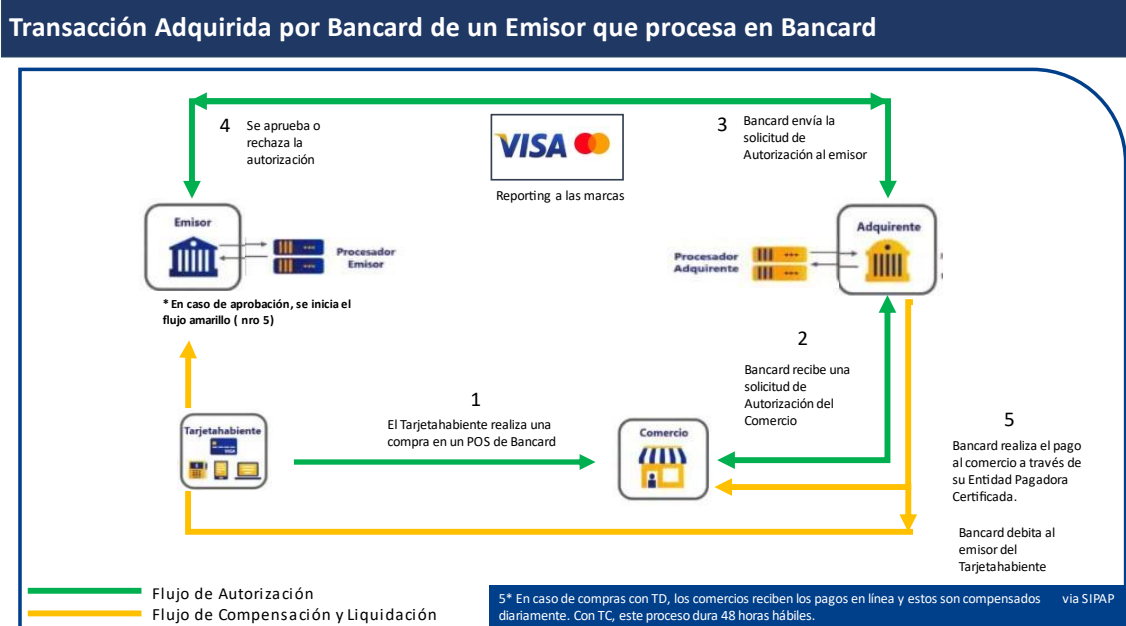 Transacción Adquirida por Bancard de un Emisor que procesa en Bancard
4
Se aprueba o
rechaza la
autorización
VISA
Reporting a las marcas
3
Bancard envía la
solicitud de
Autorización al emisor
Emisor
Procesador
Emisor
* En caso de aprobación, se inicia el
flujo amarillo ( nro 5)
Procesador
Adquirente
Adquirente
2
Bancard recibe una
solicitud de
Autorización del
Comercio
1
El Tarjetahabiente realiza una
compra en un POS de Bancard
Tarjetahabiente
VISA
Comercio
5
Bancard realiza el pago
al comercio a través de
su Entidad Pagadora
Certificada.
Bancard debita al
emisor del
Tarjetahabiente
Flujo de Autorización
Flujo de Compensación y Liquidación
5* En caso de compras con TD, los comercios reciben los pagos en línea y estos son compensados via SIPAP
diariamente. Con TC, este proceso dura 48 horas hábiles.